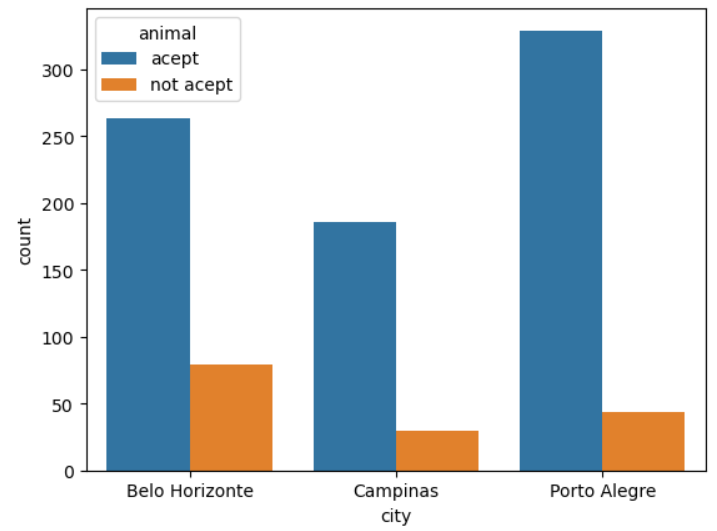 animal
acept
not acept
300
250
200
150
100
50
0
count
Belo Horizonte
Campinas
Porto Alegre
city